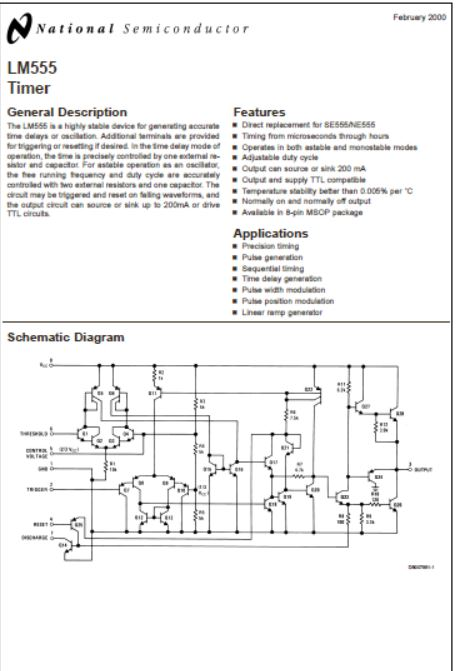 National Semiconductor
February 2000
LM555
Timer
General Description
The LM555 is a highly stable device for generating accurate
time delays or oscillation. Additional terminals are provided
for triggering or resetting if desired. In the time delay mode of
operation, the time is precisely controlled by one external re-
sistor and capacitor. For astable operation as an oscillator,
the free running frequency and duty cycle are accurately
controlled with two external resistors and one capacitor. The
circuit may be triggered and reset on falling waveforms, and
the output circuit can source or sink up to 200mA or drive
TTL circuits.
Features
■ Direct replacement for SE555/NE555
■ Timing from microseconds through hours
■ Operates in both astable and monostable modes
■ Adjustable duty cycle
■ Output can source or sink 200 mA
■ Output and supply TTL compatible
■ Temperature stability better than 0.005% per °C
■ Normally on and normally off output
■ Available in 8-pin MSOP package
Applications
■ Precision timing
■ Pulse generation
■ Sequential timing
■ Time delay generation
■ Pulse width modulation
■ Pulse position modulation
■ Linear ramp generator
Schematic Diagram
THRESHOLD
CONTROL
VOLTAGE
GND
TRIGGER
RESET
DISCHARGE
OUTPUT